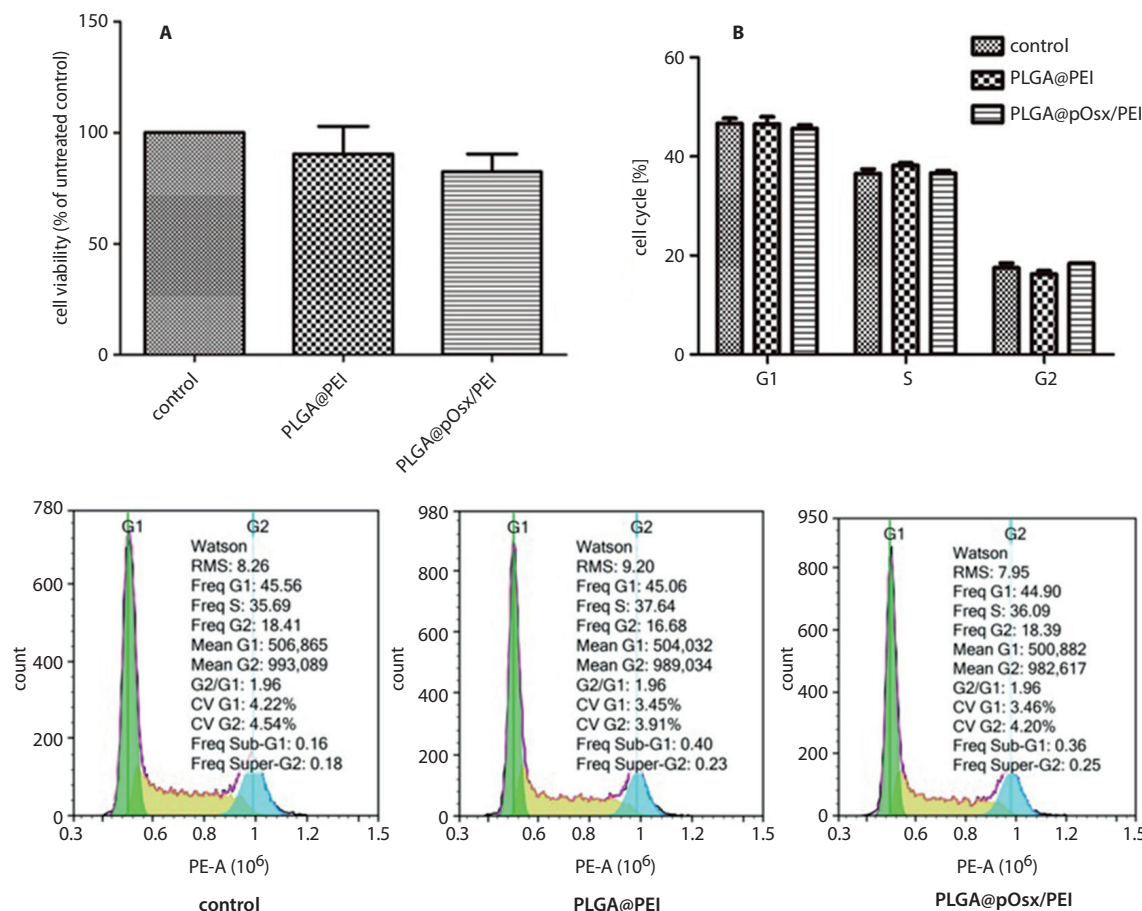 A
150
100
50
0
cell viability (% of untreated control)
control
PLGA@PEI
PLGA@pOsx/PEI
B
control
PLGA@PEI
PLGA@pOsx/PEI
60
40
20
0
cell cycle [%]
G1
S
G2
780
600
400
200
0
count
G1
G2
Watson
RMS: 8.26
Freq G1: 45.56
Freq S: 35.69
Freq G2: 18.41
Mean G1: 506,865
Mean G2: 993,089
G2/G1: 1.96
CV G1: 4.22%
CV G2: 4.54%
Freq Sub-G1: 0.16
Freq Super-G2: 0.18
0.3 0.6 0.8 1 1.2 1.5
PE-A (10⁶)
control
980
800
600
400
200
0
count
G1
G2
Watson
RMS: 9.20
Freq G1: 45.06
Freq S: 37.64
Freq G2: 16.68
Mean G1: 504,032
Mean G2: 989,034
G2/G1: 1.96
CV G1: 3.45%
CV G2: 3.91%
Freq Sub-G1: 0.40
Freq Super-G2: 0.23
0.3 0.6 0.8 1 1.2 1.5
PE-A (10⁶)
PLGA@PEI
950
800
600
400
200
0
count
G1
G2
Watson
RMS: 7.95
Freq G1: 44.90
Freq S: 36.09
Freq G2: 18.39
Mean G1: 500,882
Mean G2: 982,617
G2/G1: 1.96
CV G1: 3.46%
CV G2: 4.20%
Freq Sub-G1: 0.36
Freq Super-G2: 0.25
0.3 0.6 0.8 1 1.2 1.5
PE-A (10⁶)
PLGA@pOsx/PEI